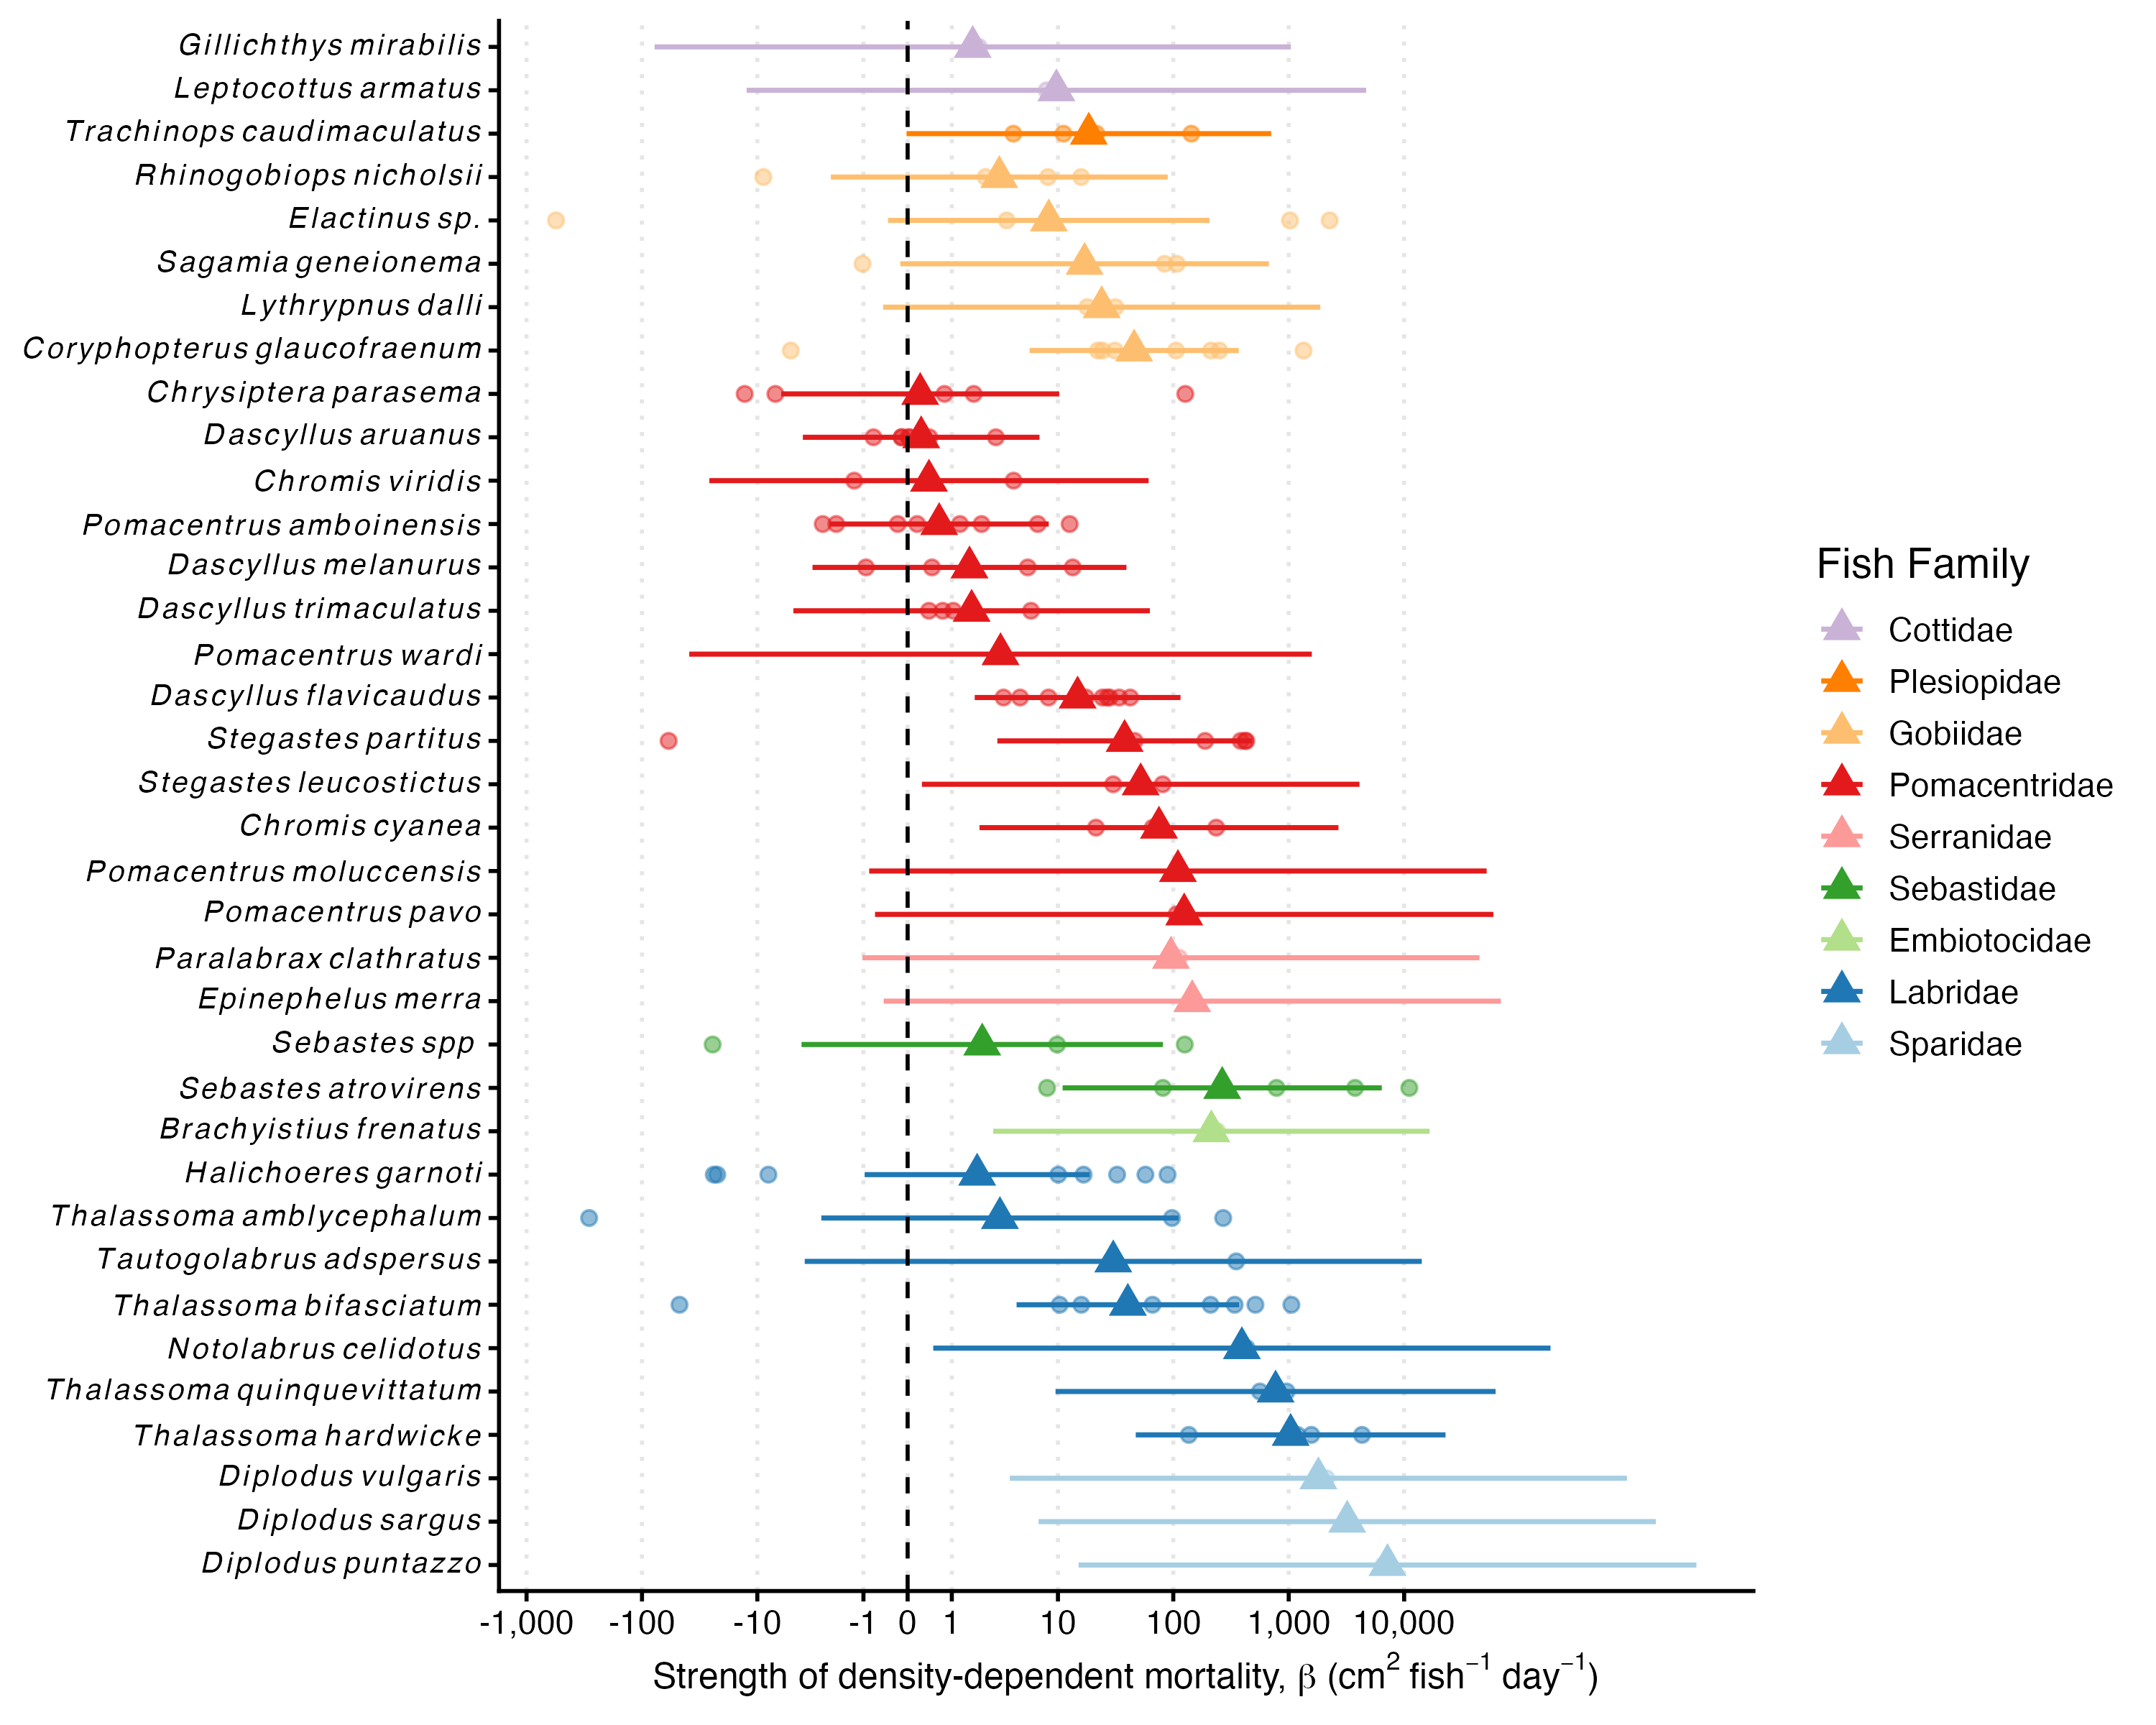 Gillichthys mirabilis
Leptocottus armatus
Trachinops caudimaculatus
Rhinogobiops nicholsii
Elactinus sp.
Sagamia geneionema
Lythrypnus dalli
Coryphopterus glaucofraenum
Chrysiptera parasema
Dascyllus aruanus
Chromis viridis
Pomacentrus amboinensis
Dascyllus melanurus
Dascyllus trimaculatus
Pomacentrus wardi
Dascyllus flavicaudus
Stegastes partitus
Stegastes leucostictus
Chromis cyanea
Pomacentrus moluccensis
Pomacentrus pavo
Paralabrax clathratus
Epinephelus merra
Sebastes spp
Sebastes atrovirens
Brachyistius frenatus
Halichoeres garnoti
Thalassoma amblycephalum
Tautogolabrus adspersus
Thalassoma bifasciatum
Notolabrus celidotus
Thalassoma quinquevittatum
Thalassoma hardwicke
Diplodus vulgaris
Diplodus sargus
Diplodus puntazzo
-1,000 -100 -10 -1 0 1 10 100 1,000 10,000
Strength of density-dependent mortality, β (cm² fish⁻¹ day⁻¹)
Fish Family
Cottidae
Plesiopidae
Gobiidae
Pomacentridae
Serranidae
Sebastidae
Embiotocidae
Labridae
Sparidae